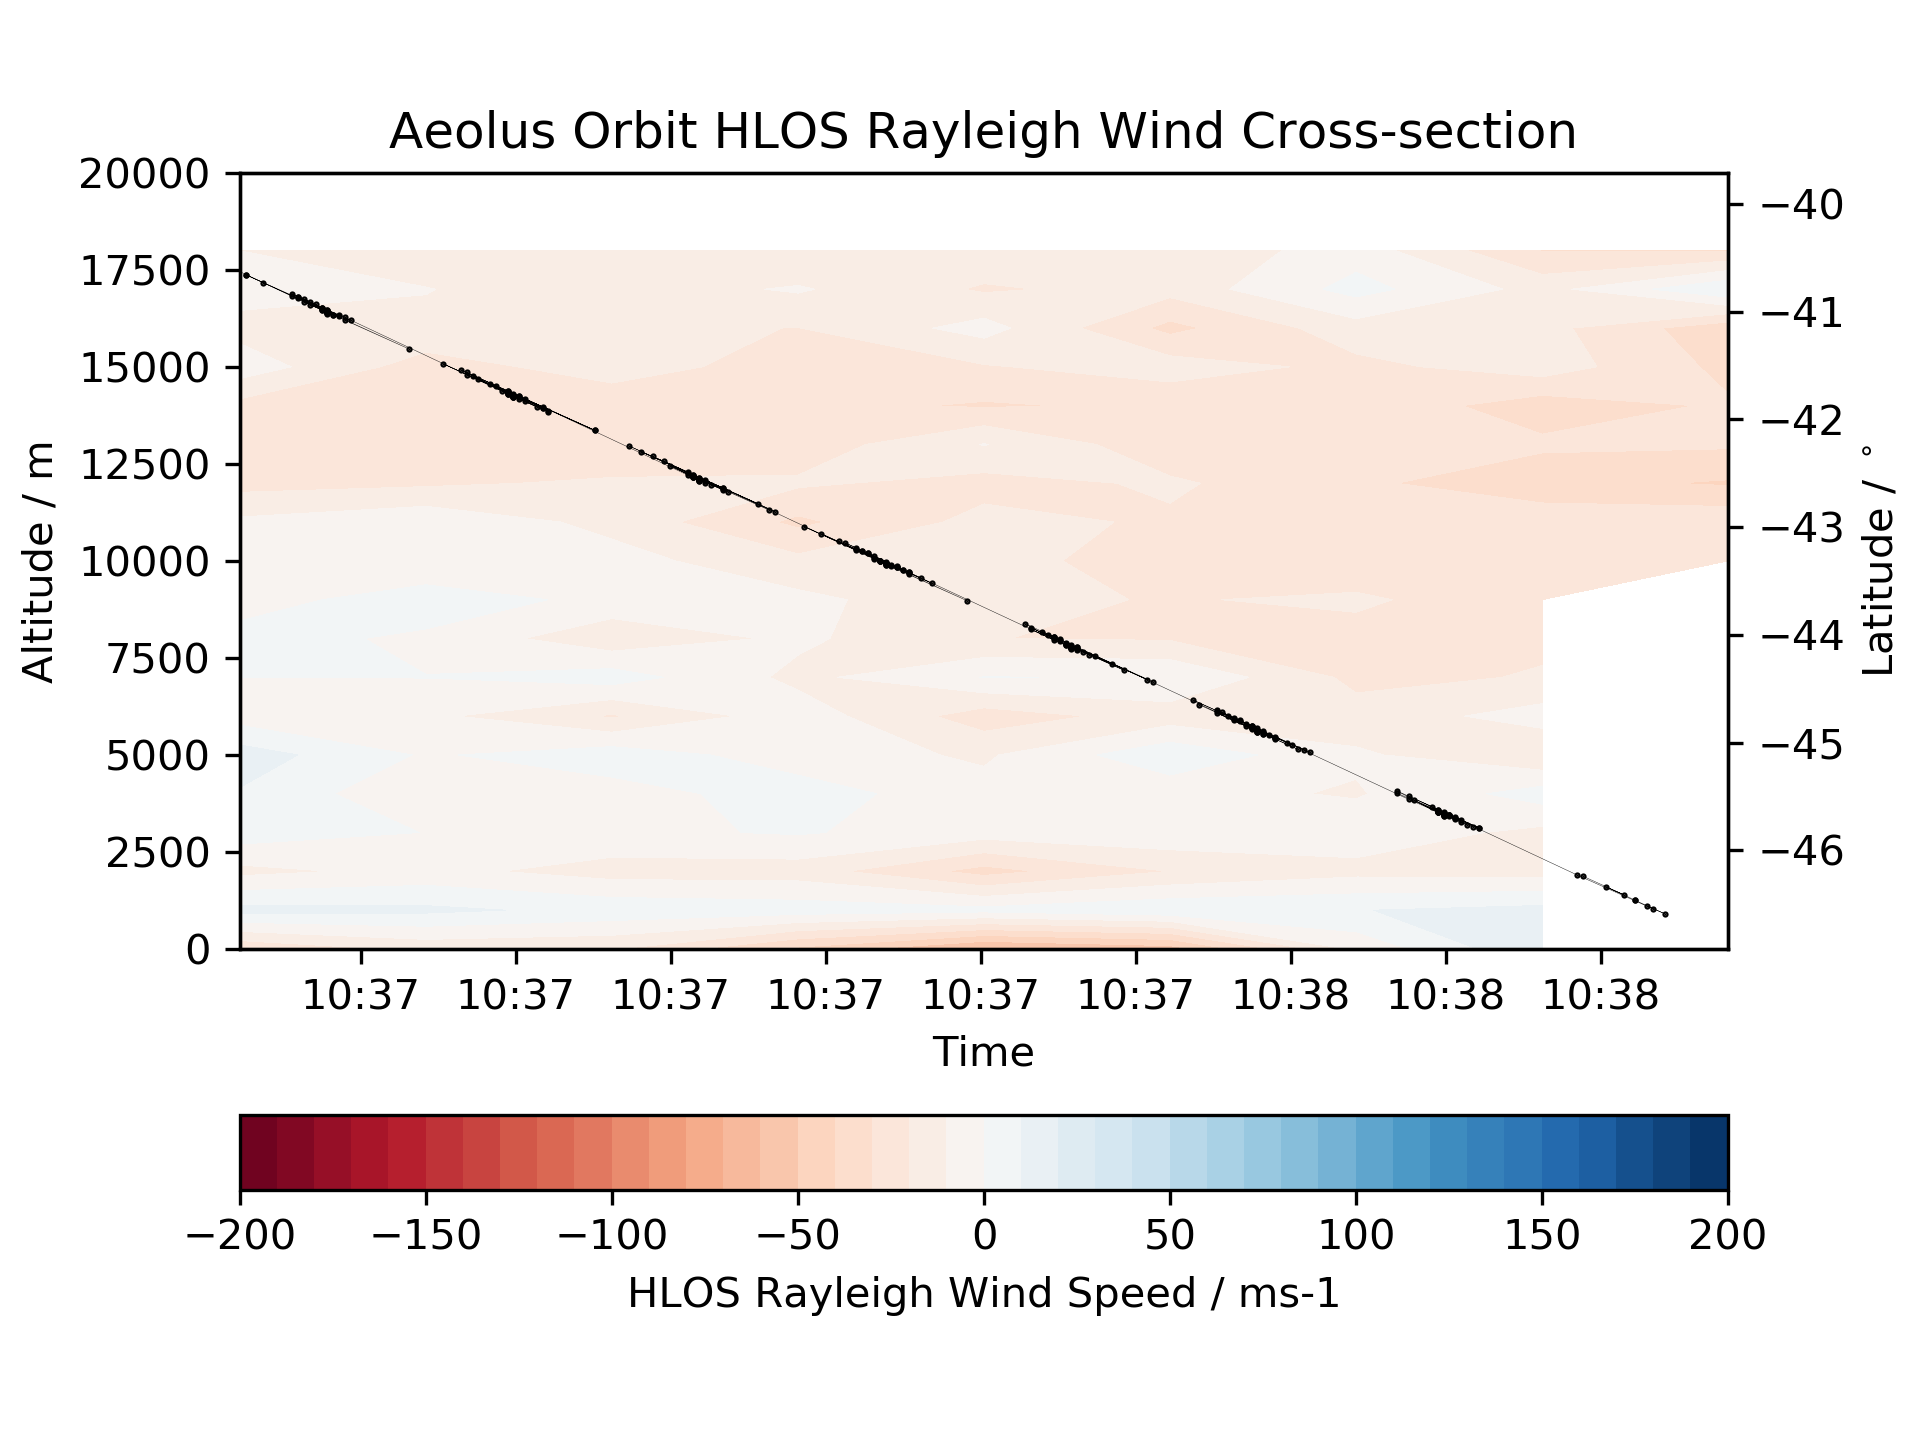 Aeolus Orbit HLOS Rayleigh Wind Cross-section
20000
17500
15000
12500
10000
7500
5000
2500
0
Altitude / m
−40
−41
−42
−43
−44
−45
−46
Latitude / °
10:37 10:37 10:37 10:37 10:37 10:37 10:38 10:38 10:38
Time
−200 −150 −100 −50 0 50 100 150 200
HLOS Rayleigh Wind Speed / ms-1